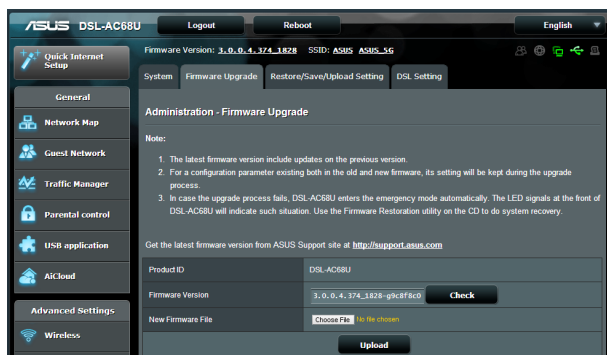 ASUS DSL-AC68U Logout Reboot English
Quick Internet Setup
Firmware Version: 3.0.0.4.374_1828 SSID: ASUS ASUS_5G
System Firmware Upgrade Restore/Save/Upload Setting DSL Setting
General
Network Map
Guest Network
Traffic Manager
Parental control
USB application
AiCloud
Advanced Settings
Wireless
Administration - Firmware Upgrade
Note:
1. The latest firmware version include updates on the previous version.
2. For a configuration parameter existing both in the old and new firmware, its setting will be kept during the upgrade
process.
3. In case the upgrade process fails, DSL-AC68U enters the emergency mode automatically. The LED signals at the front of
DSL-AC68U will indicate such situation. Use the Firmware Restoration utility on the CD to do system recovery.
Get the latest firmware version from ASUS Support site at http://support.asus.com
Product ID DSL-AC68U
Firmware Version 3.0.0.4.374_1828-g9c8f8c0 Check
New Firmware File Choose File No file chosen
Upload